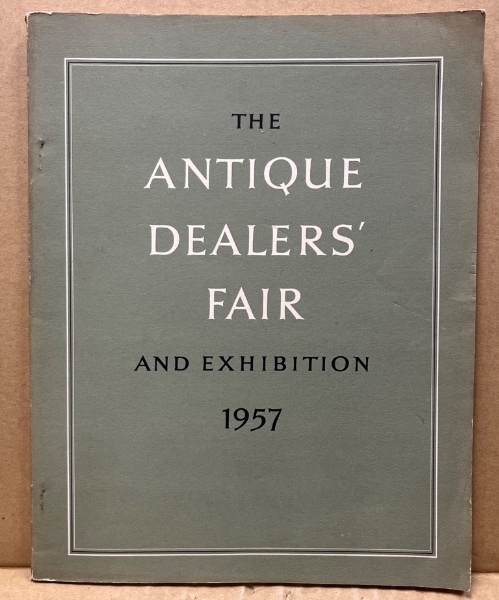 THE
ANTIQUE
DEALERS'
FAIR
AND EXHIBITION
1957